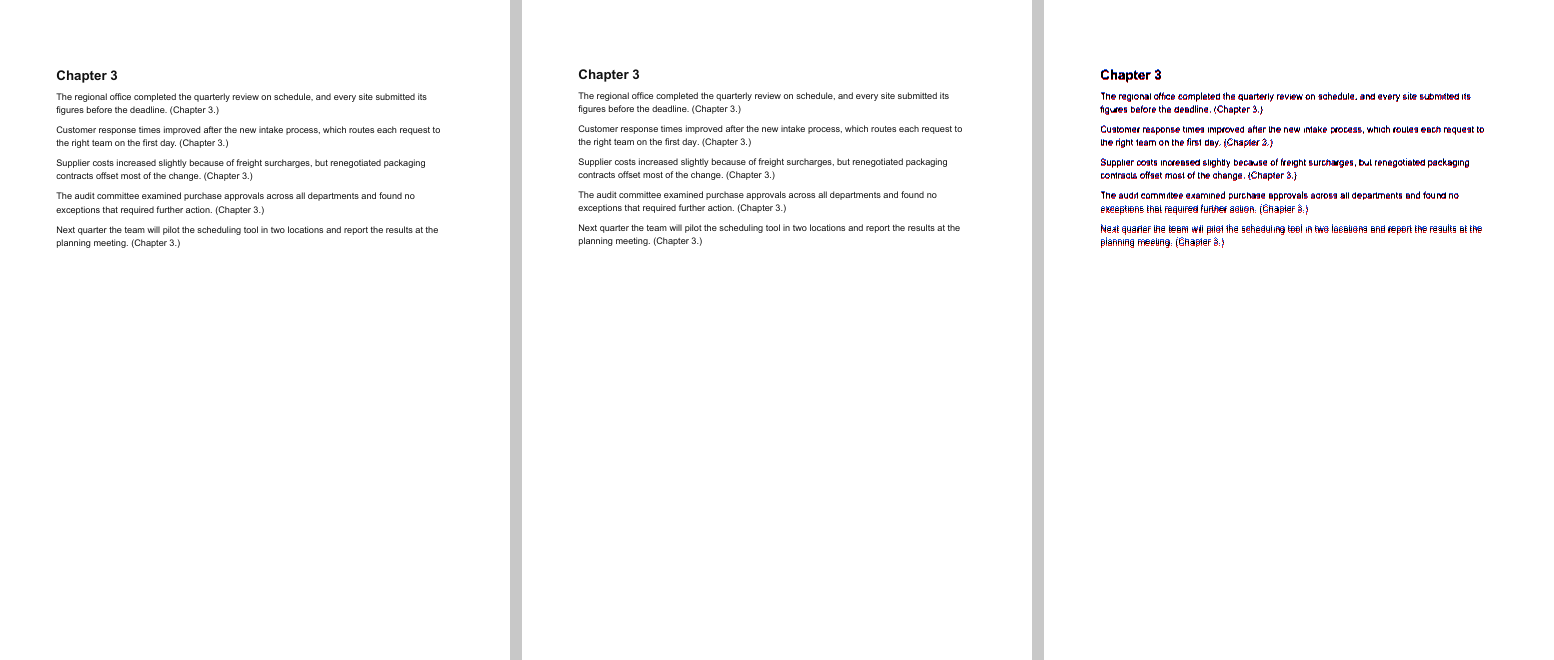 Chapter 3
The regional office completed the quarterly review on schedule, and every site submitted its
figures before the deadline. (Chapter 3.)
Customer response times improved after the new intake process, which routes each request to
the right team on the first day. (Chapter 3.)
Supplier costs increased slightly because of freight surcharges, but renegotiated packaging
contracts offset most of the change. (Chapter 3.)
The audit committee examined purchase approvals across all departments and found no
exceptions that required further action. (Chapter 3.)
Next quarter the team will pilot the scheduling tool in two locations and report the results at the
planning meeting. (Chapter 3.)
Chapter 3
The regional office completed the quarterly review on schedule, and every site submitted its
figures before the deadline. (Chapter 3.)
Customer response times improved after the new intake process, which routes each request to
the right team on the first day. (Chapter 3.)
Supplier costs increased slightly because of freight surcharges, but renegotiated packaging
contracts offset most of the change. (Chapter 3.)
The audit committee examined purchase approvals across all departments and found no
exceptions that required further action. (Chapter 3.)
Next quarter the team will pilot the scheduling tool in two locations and report the results at the
planning meeting. (Chapter 3.)
Chapter 3
The regional office completed the quarterly review on schedule, and every site submitted its
figures before the deadline. (Chapter 3.)
Customer response times improved after the new intake process, which routes each request to
the right team on the first day. (Chapter 3.)
Supplier costs increased slightly because of freight surcharges, but renegotiated packaging
contracts offset most of the change. (Chapter 3.)
The audit committee examined purchase approvals across all departments and found no
exceptions that required further action. (Chapter 3.)
Next quarter the team will pilot the scheduling tool in two locations and report the results at the
planning meeting. (Chapter 3.)